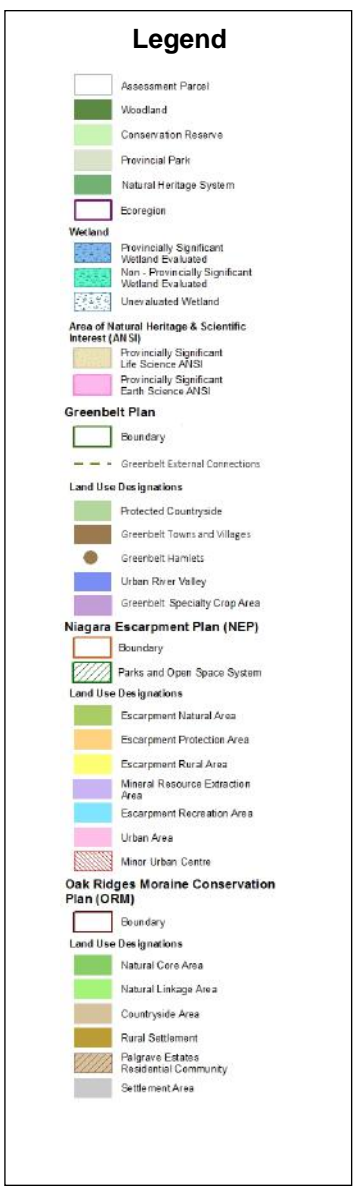 Legend
Assessment Parcel
Woodland
Conservation Reserve
Provincial Park
Natural Heritage System
Ecoregion
Wetland
Provincially Significant
Wetland Evaluated
Non - Provincially Significant
Wetland Evaluated
Unevaluated Wetland
Area of Natural Heritage & Scientific
Interest (ANSI)
Provincially Significant
Life Science ANSI
Provincially Significant
Earth Science ANSI
Greenbelt Plan
Boundary
Greenbelt External Connections
Land Use Designations
Protected Countryside
Greenbelt Towns and Villages
Greenbelt Hamlets
Urban River Valley
Greenbelt Specialty Crop Area
Niagara Escarpment Plan (NEP)
Boundary
Parks and Open Space System
Land Use Designations
Escarpment Natural Area
Escarpment Protection Area
Escarpment Rural Area
Mineral Resource Extraction
Area
Escarpment Recreation Area
Urban Area
Minor Urban Centre
Oak Ridges Moraine Conservation
Plan (ORM)
Boundary
Land Use Designations
Natural Core Area
Natural Linkage Area
Countryside Area
Rural Settlement
Palgrave Estates
Residential Community
Settlement Area